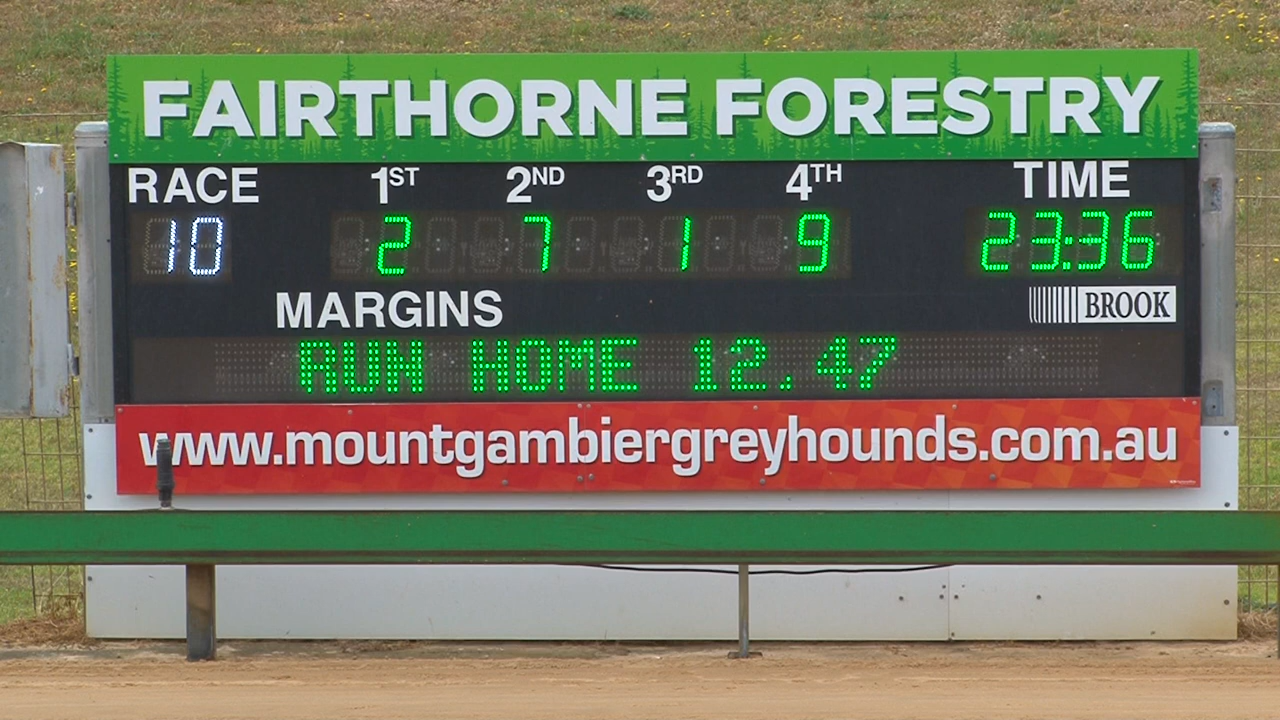 FAIRTHORNE FORESTRY
RACE 1ST 2ND 3RD 4TH TIME
10 2 7 1 9 23:36
MARGINS
BROOK
RUN HOME 12.47
www.mountgambiergreyhounds.com.au